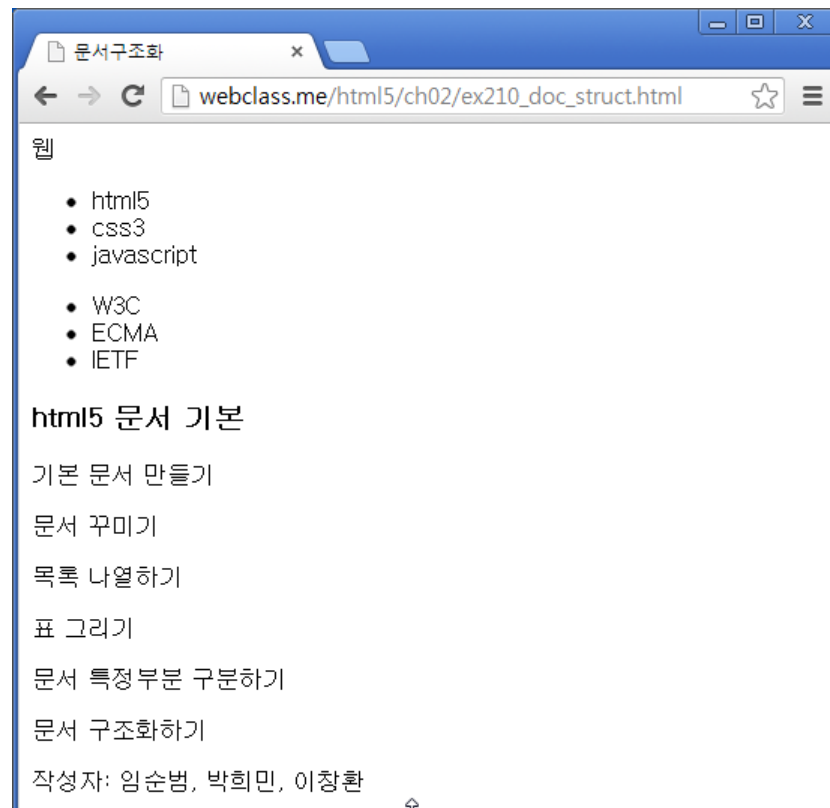 문서구조화
webclass.me/html5/ch02/ex210_doc_struct.html
웹
html5
css3
javascript
W3C
ECMA
IETF
html5 문서 기본
기본 문서 만들기
문서 꾸미기
목록 나열하기
표 그리기
문서 특정부분 구분하기
문서 구조화하기
작성자: 임순범, 박희민, 이창환